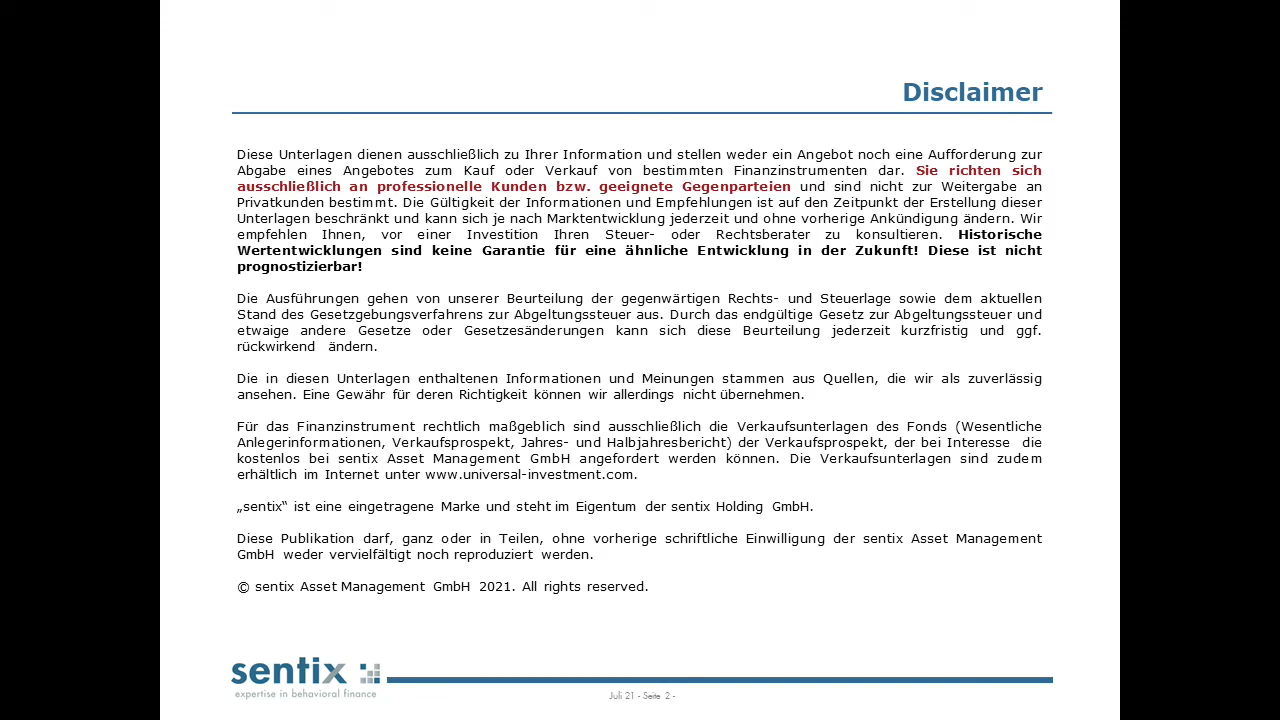 Disclaimer
Diese Unterlagen dienen ausschließlich zu Ihrer Information und stellen weder ein Angebot noch eine Aufforderung zur
Abgabe eines Angebotes zum Kauf oder Verkauf von bestimmten Finanzinstrumenten dar. Sie richten sich
ausschließlich an professionelle Kunden bzw. geeignete Gegenparteien und sind nicht zur Weitergabe an
Privatkunden bestimmt. Die Gültigkeit der Informationen und Empfehlungen ist auf den Zeitpunkt der Erstellung dieser
Unterlagen beschränkt und kann sich je nach Marktentwicklung jederzeit und ohne vorherige Ankündigung ändern. Wir
empfehlen Ihnen, vor einer Investition Ihren Steuer- oder Rechtsberater zu konsultieren. Historische
Wertentwicklungen sind keine Garantie für eine ähnliche Entwicklung in der Zukunft! Diese ist nicht
prognostizierbar!
Die Ausführungen gehen von unserer Beurteilung der gegenwärtigen Rechts- und Steuerlage sowie dem aktuellen
Stand des Gesetzgebungsverfahrens zur Abgeltungssteuer aus. Durch das endgültige Gesetz zur Abgeltungssteuer und
etwaige andere Gesetze oder Gesetzesänderungen kann sich diese Beurteilung jederzeit kurzfristig und ggf.
rückwirkend ändern.
Die in diesen Unterlagen enthaltenen Informationen und Meinungen stammen aus Quellen, die wir als zuverlässig
ansehen. Eine Gewähr für deren Richtigkeit können wir allerdings nicht übernehmen.
Für das Finanzinstrument rechtlich maßgeblich sind ausschließlich die Verkaufsunterlagen des Fonds (Wesentliche
Anlegerinformationen, Verkaufsprospekt, Jahres- und Halbjahresbericht) der Verkaufsprospekt, der bei Interesse die
kostenlos bei sentix Asset Management GmbH angefordert werden können. Die Verkaufsunterlagen sind zudem
erhältlich im Internet unter www.universal-investment.com.
„sentix“ ist eine eingetragene Marke und steht im Eigentum der sentix Holding GmbH.
Diese Publikation darf, ganz oder in Teilen, ohne vorherige schriftliche Einwilligung der sentix Asset Management
GmbH weder vervielfältigt noch reproduziert werden.
© sentix Asset Management GmbH 2021. All rights reserved.
sentix
expertise in behavioral finance
Juli 21 - Seite 2 -